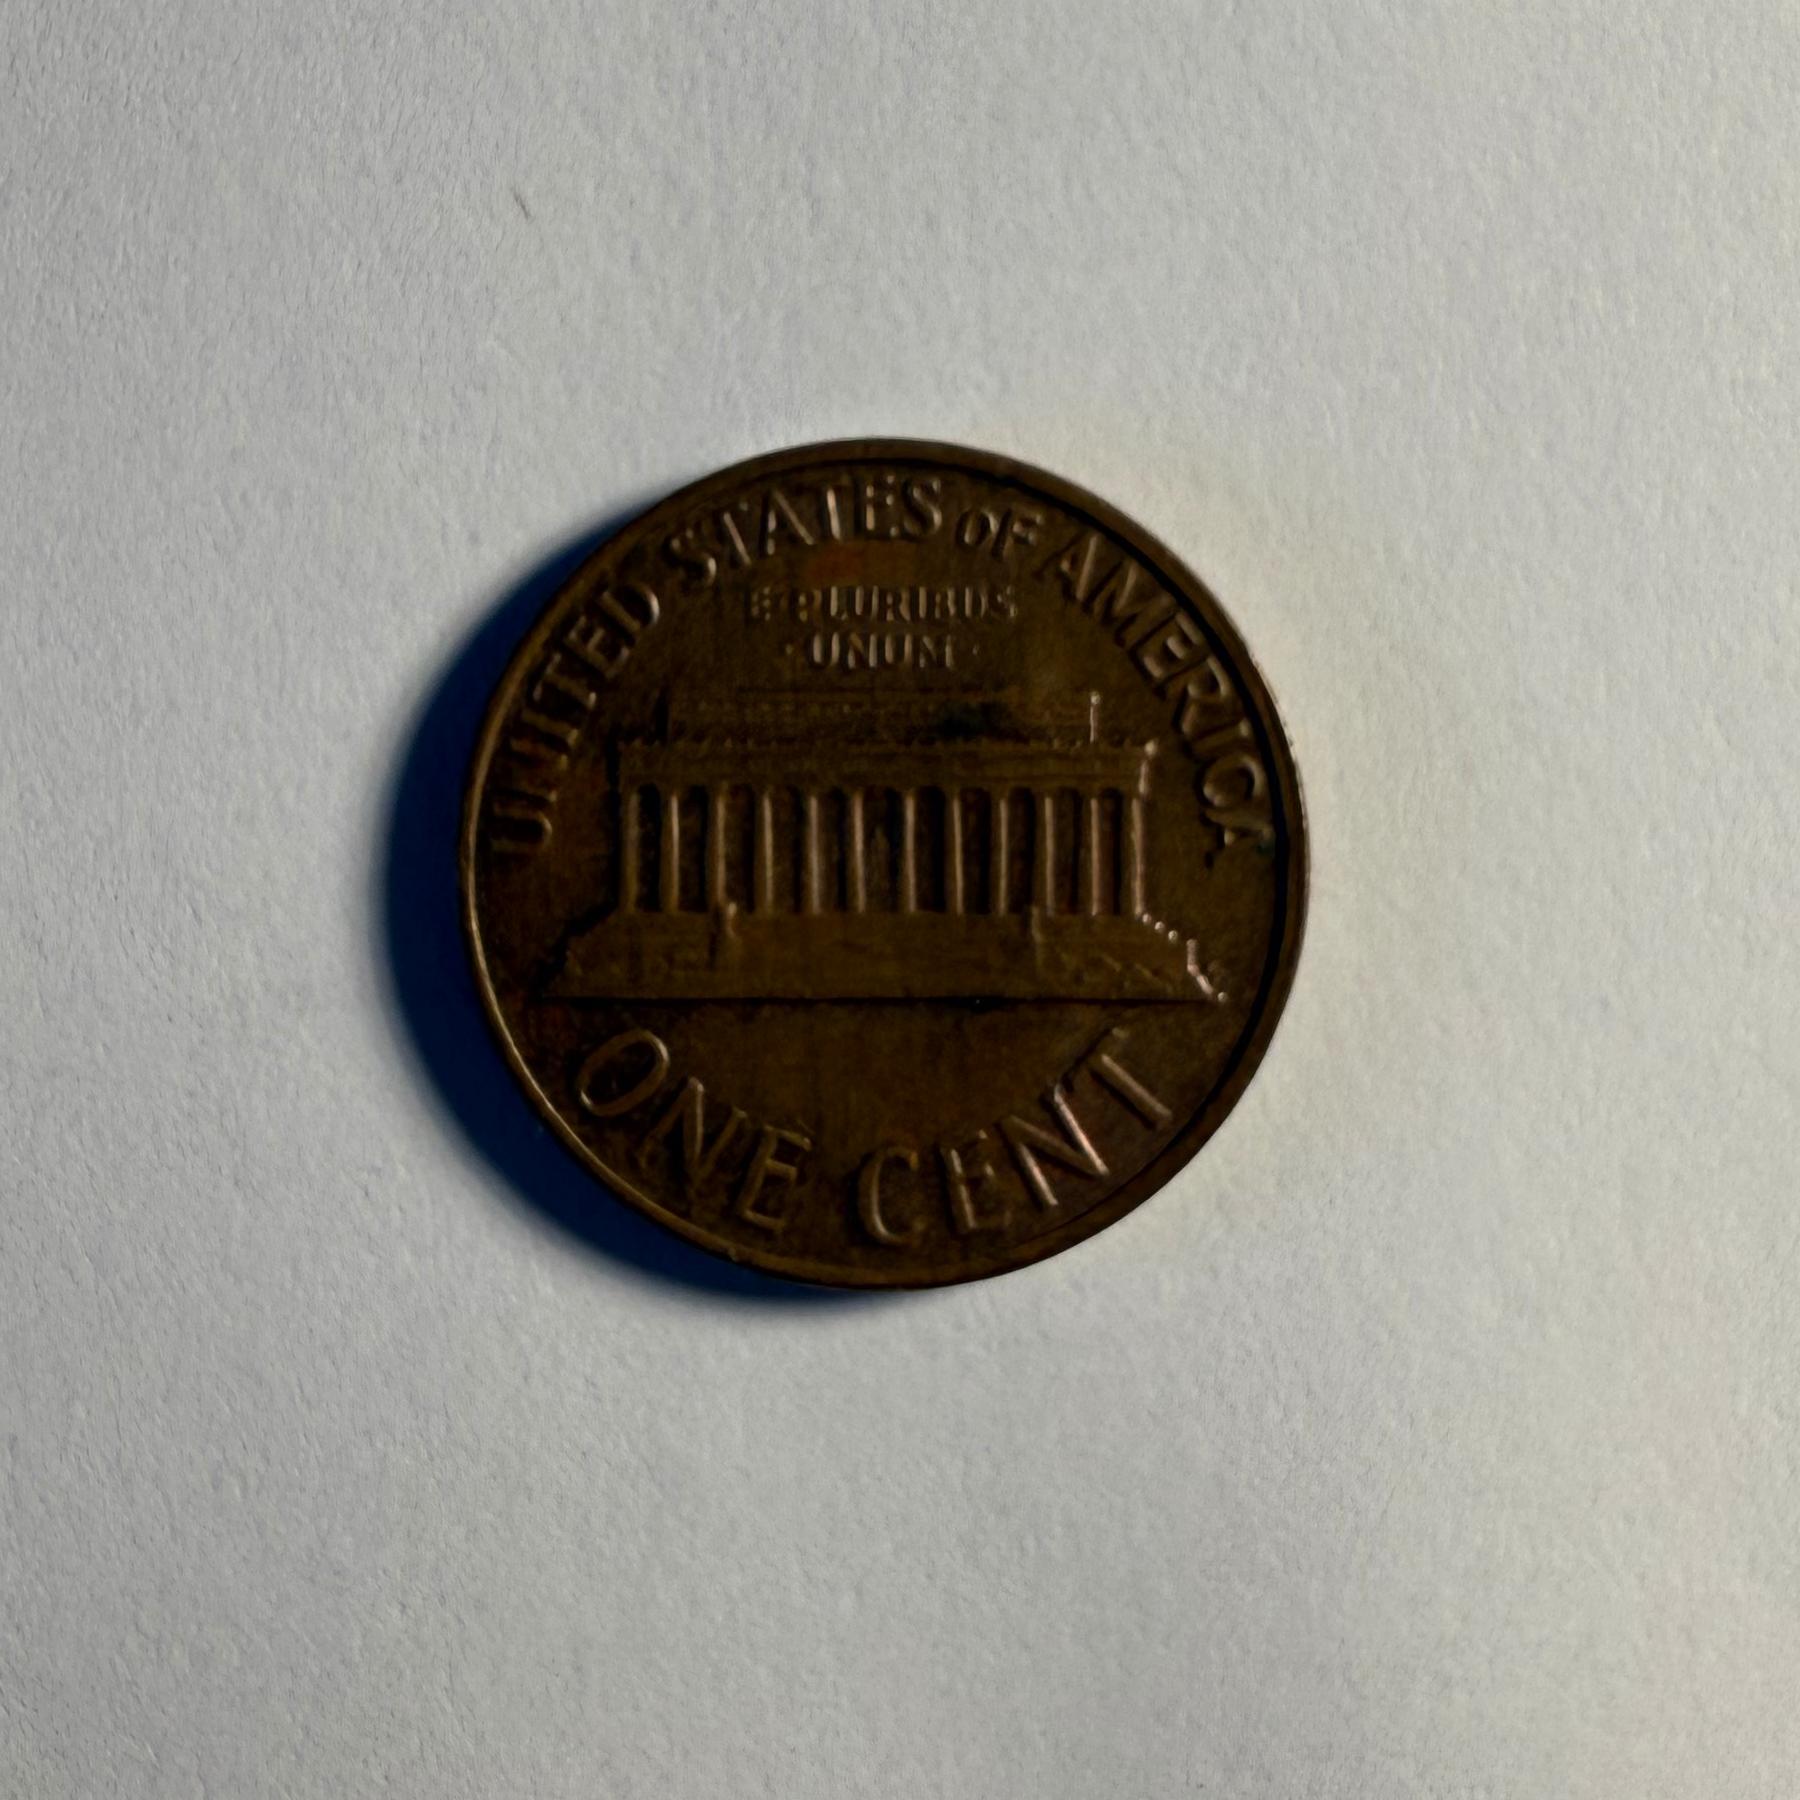 UNITED STATES OF AMERICA
E·PLURIBUS
·UNUM·
ONE CENT